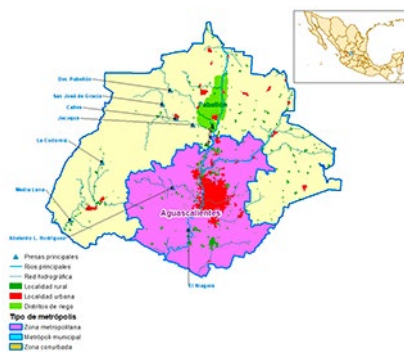 Dos Pabellón
San José de Gracia
Calles
Jocoque
Pabellón
La Codorniz
Media Luna
Abelardo L. Rodríguez
Aguascalientes
El Niagara
Presas principales
Ríos principales
Red hidrográfica
Localidad rural
Localidad urbana
Distritos de riego
Tipo de metrópolis
Zona metropolitana
Metrópoli municipal
Zona conurbada